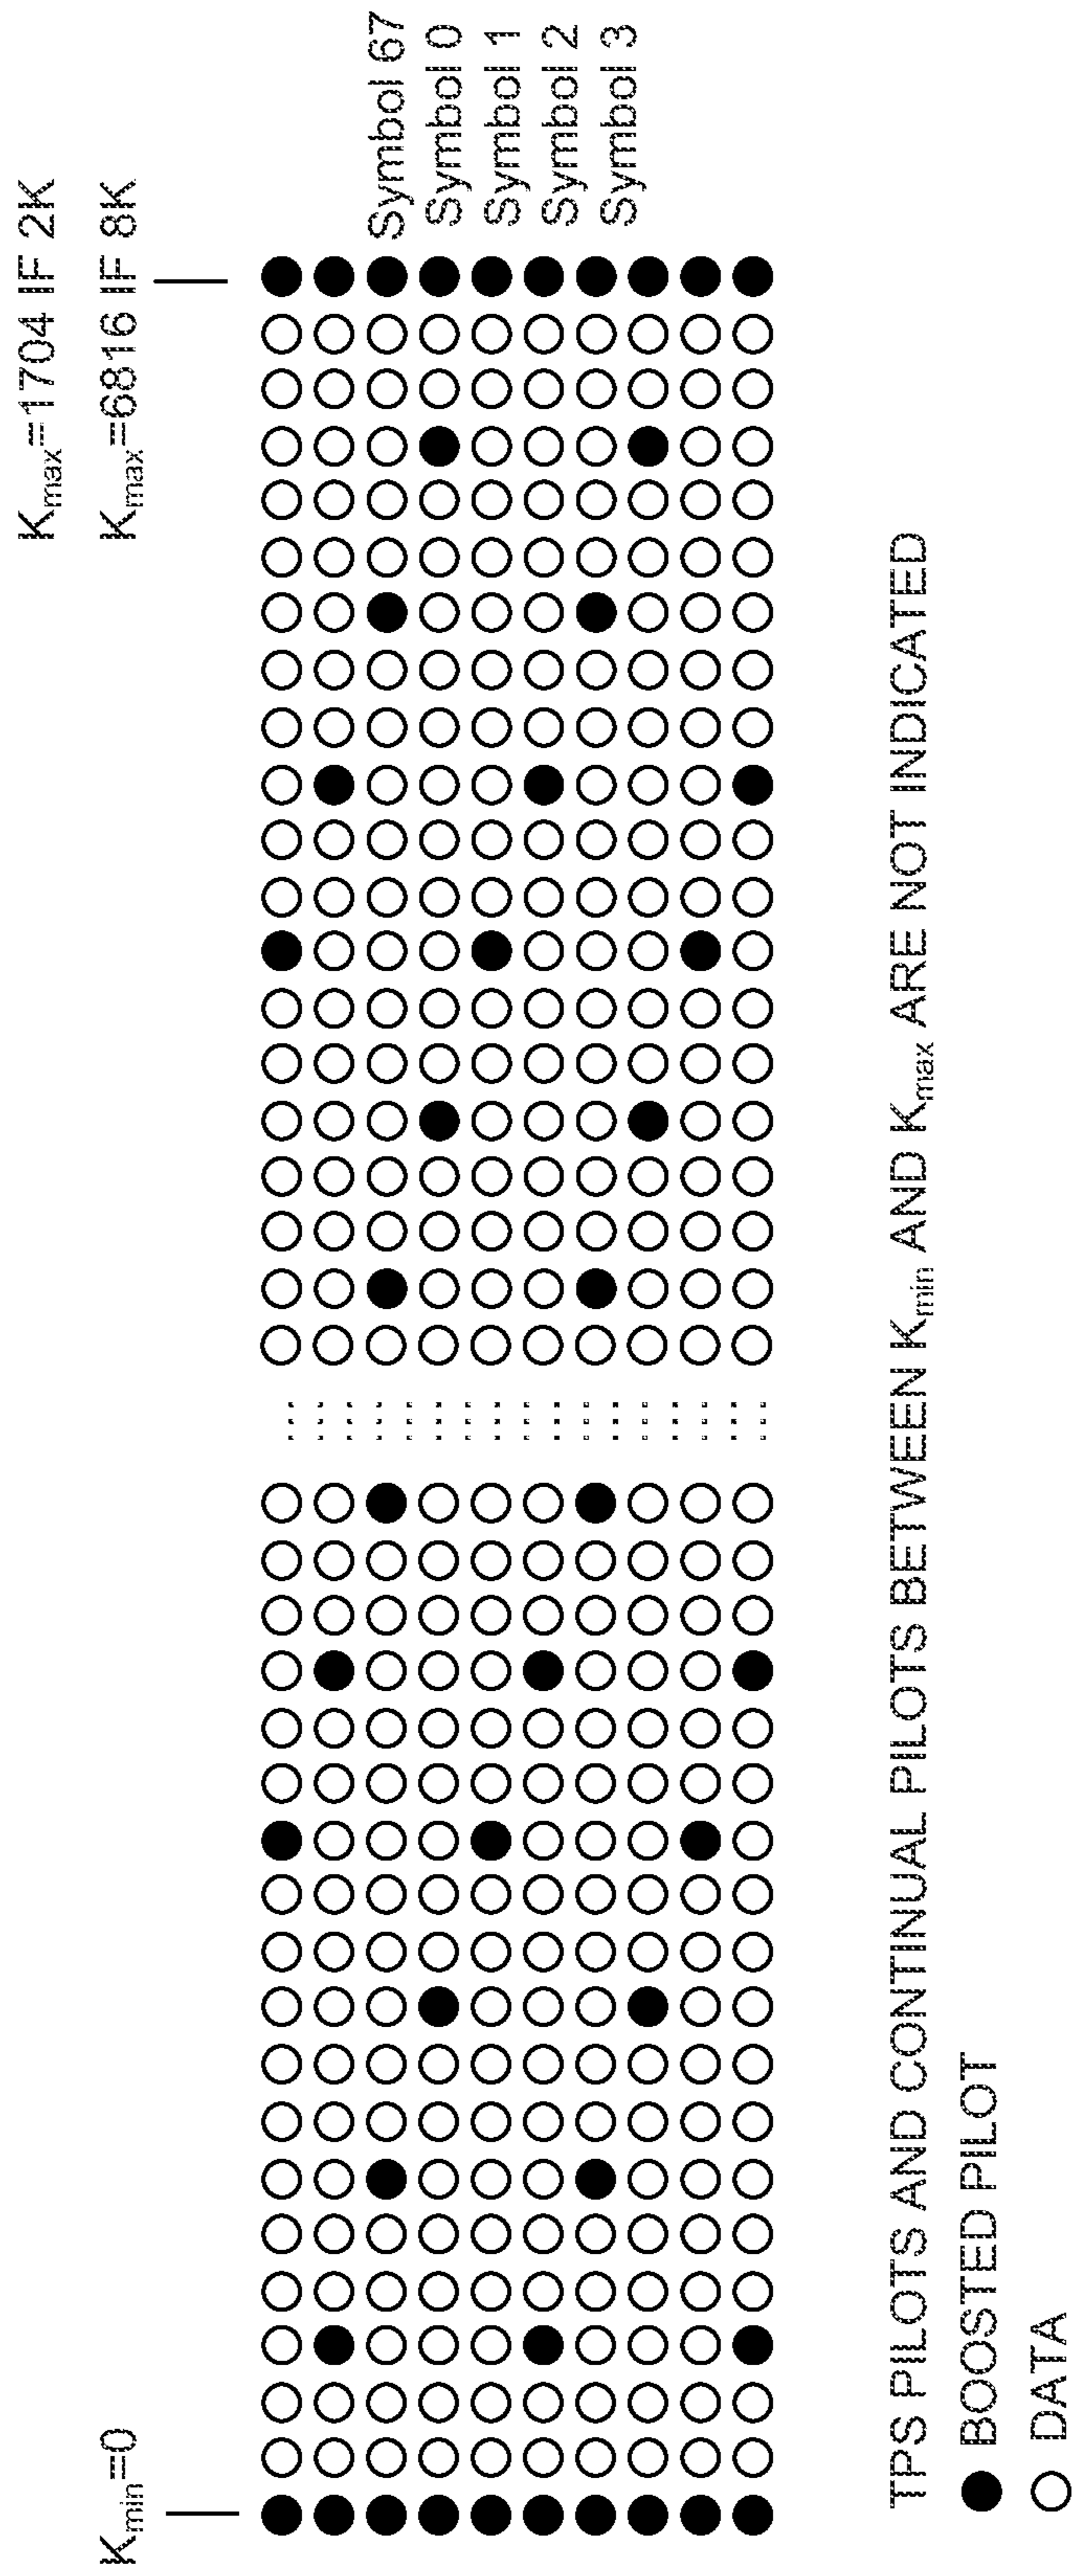 K_max=1704 IF 2K
K_min=0
K_max=6816 IF 8K
Symbol 67
Symbol 0
Symbol 1
Symbol 2
Symbol 3
TPS PILOTS AND CONTINUAL PILOTS BETWEEN K_min AND K_max ARE NOT INDICATED
BOOSTED PILOT
DATA